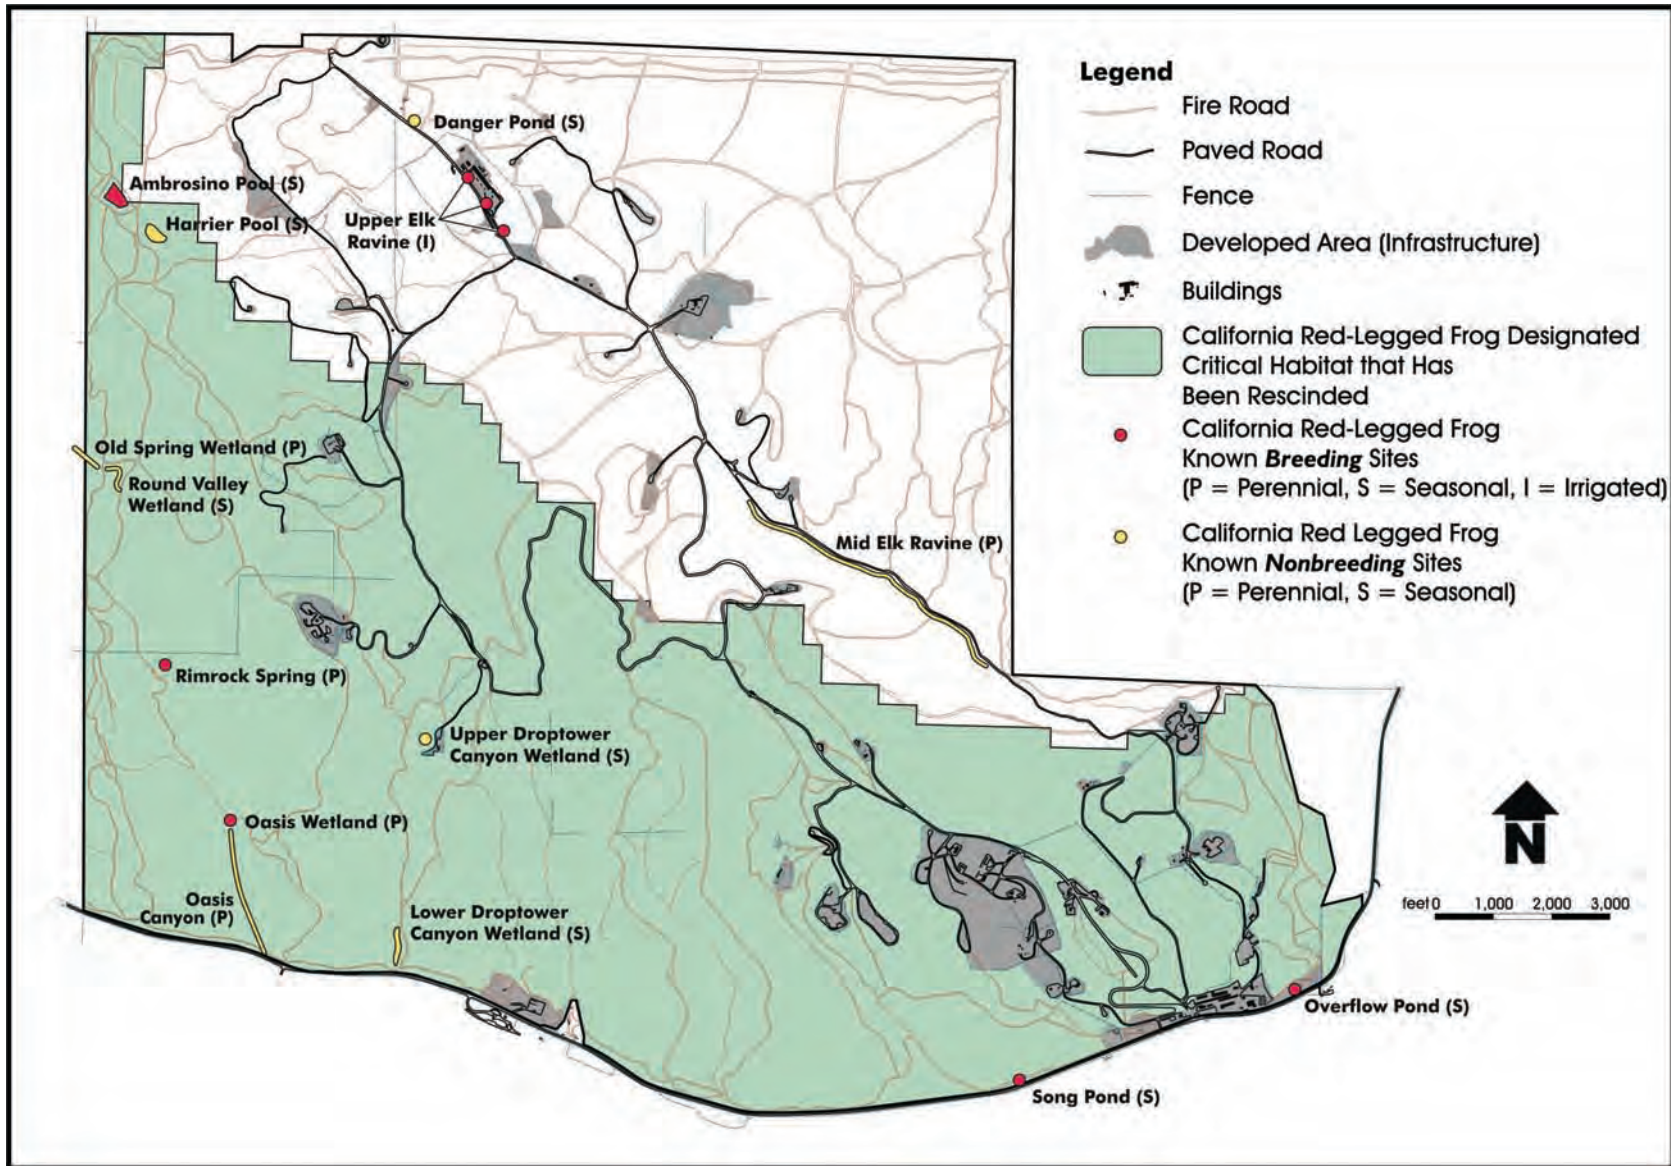 Legend
Fire Road
Paved Road
Fence
Developed Area (Infrastructure)
Buildings
California Red-Legged Frog Designated
Critical Habitat that Has
Been Rescinded
California Red-Legged Frog
Known Breeding Sites
(P = Perennial, S = Seasonal, I = Irrigated)
California Red Legged Frog
Known Nonbreeding Sites
(P = Perennial, S = Seasonal)
Danger Pond (S)
Ambrosino Pool (S)
Harrier Pool (S)
Upper Elk
Ravine (I)
Old Spring Wetland (P)
Round Valley
Wetland (S)
Mid Elk Ravine (P)
Rimrock Spring (P)
Upper Droptower
Canyon Wetland (S)
Oasis Wetland (P)
Oasis
Canyon (P)
Lower Droptower
Canyon Wetland (S)
Overflow Pond (S)
Song Pond (S)
N
feet 0 1,000 2,000 3,000